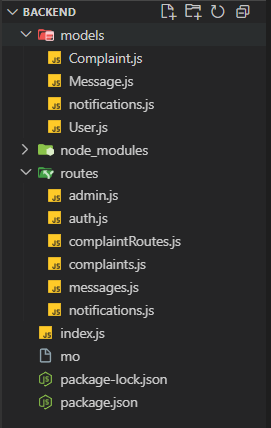 BACKEND
models
Complaint.js
Message.js
notifications.js
User.js
node_modules
routes
admin.js
auth.js
complaintRoutes.js
complaints.js
messages.js
notifications.js
index.js
mo
package-lock.json
package.json